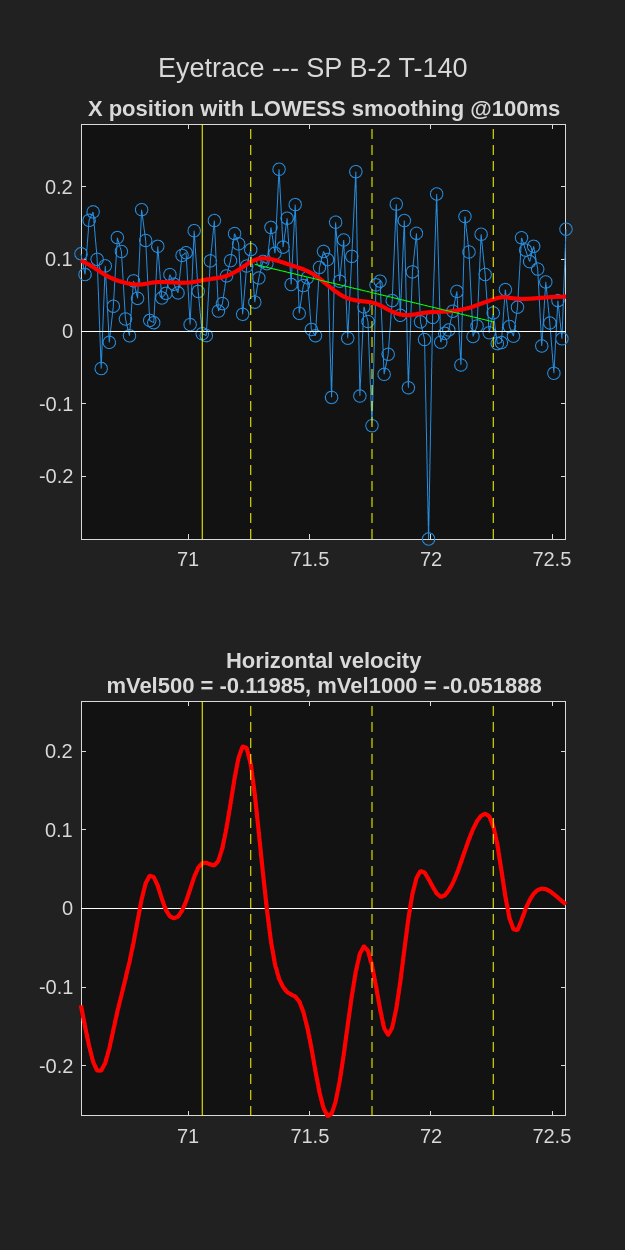 Eyetrace --- SP B-2 T-140
X position with LOWESS smoothing @100ms
0.2
0.1
0
-0.1
-0.2
71 71.5 72 72.5
Horizontal velocity
mVel500 = -0.11985, mVel1000 = -0.051888
0.2
0.1
0
-0.1
-0.2
71 71.5 72 72.5